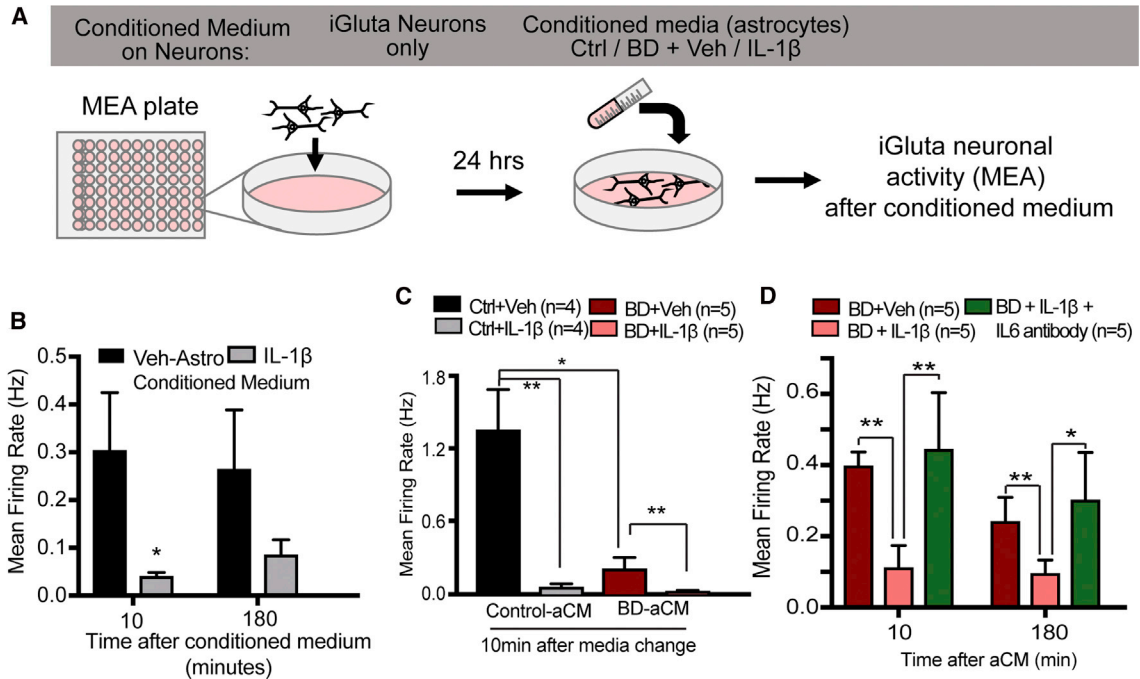 A
Conditioned Medium
on Neurons:
iGluta Neurons
only
Conditioned media (astrocytes)
Ctrl / BD + Veh / IL-1β
MEA plate
24 hrs
iGluta neuronal
activity (MEA)
after conditioned medium
B
Veh-Astro IL-1β
Conditioned Medium
Mean Firing Rate (Hz)
0.5
0.4
0.3
0.2
0.1
0.0
*
10 180
Time after conditioned medium
(minutes)
C
Ctrl+Veh (n=4) BD+Veh (n=5)
Ctrl+IL-1β (n=4) BD+IL-1β (n=5)
Mean Firing Rate (Hz)
1.8
1.2
0.6
0.0
*
**
**
Control-aCM BD-aCM
10min after media change
D
BD+Veh (n=5) BD + IL-1β +
BD + IL-1β (n=5) IL6 antibody (n=5)
Mean Firing Rate (Hz)
0.6
0.4
0.2
0.0
**
**
**
*
10 180
Time after aCM (min)